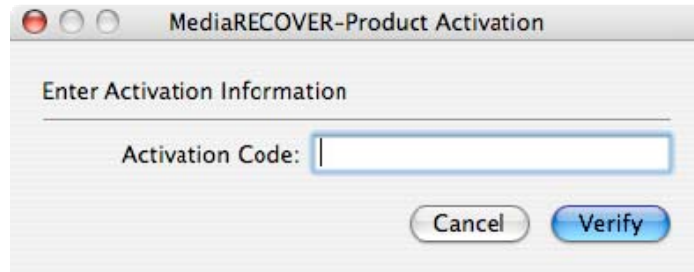 MediaRECOVER-Product Activation
Enter Activation Information
Activation Code:
Cancel
Verify